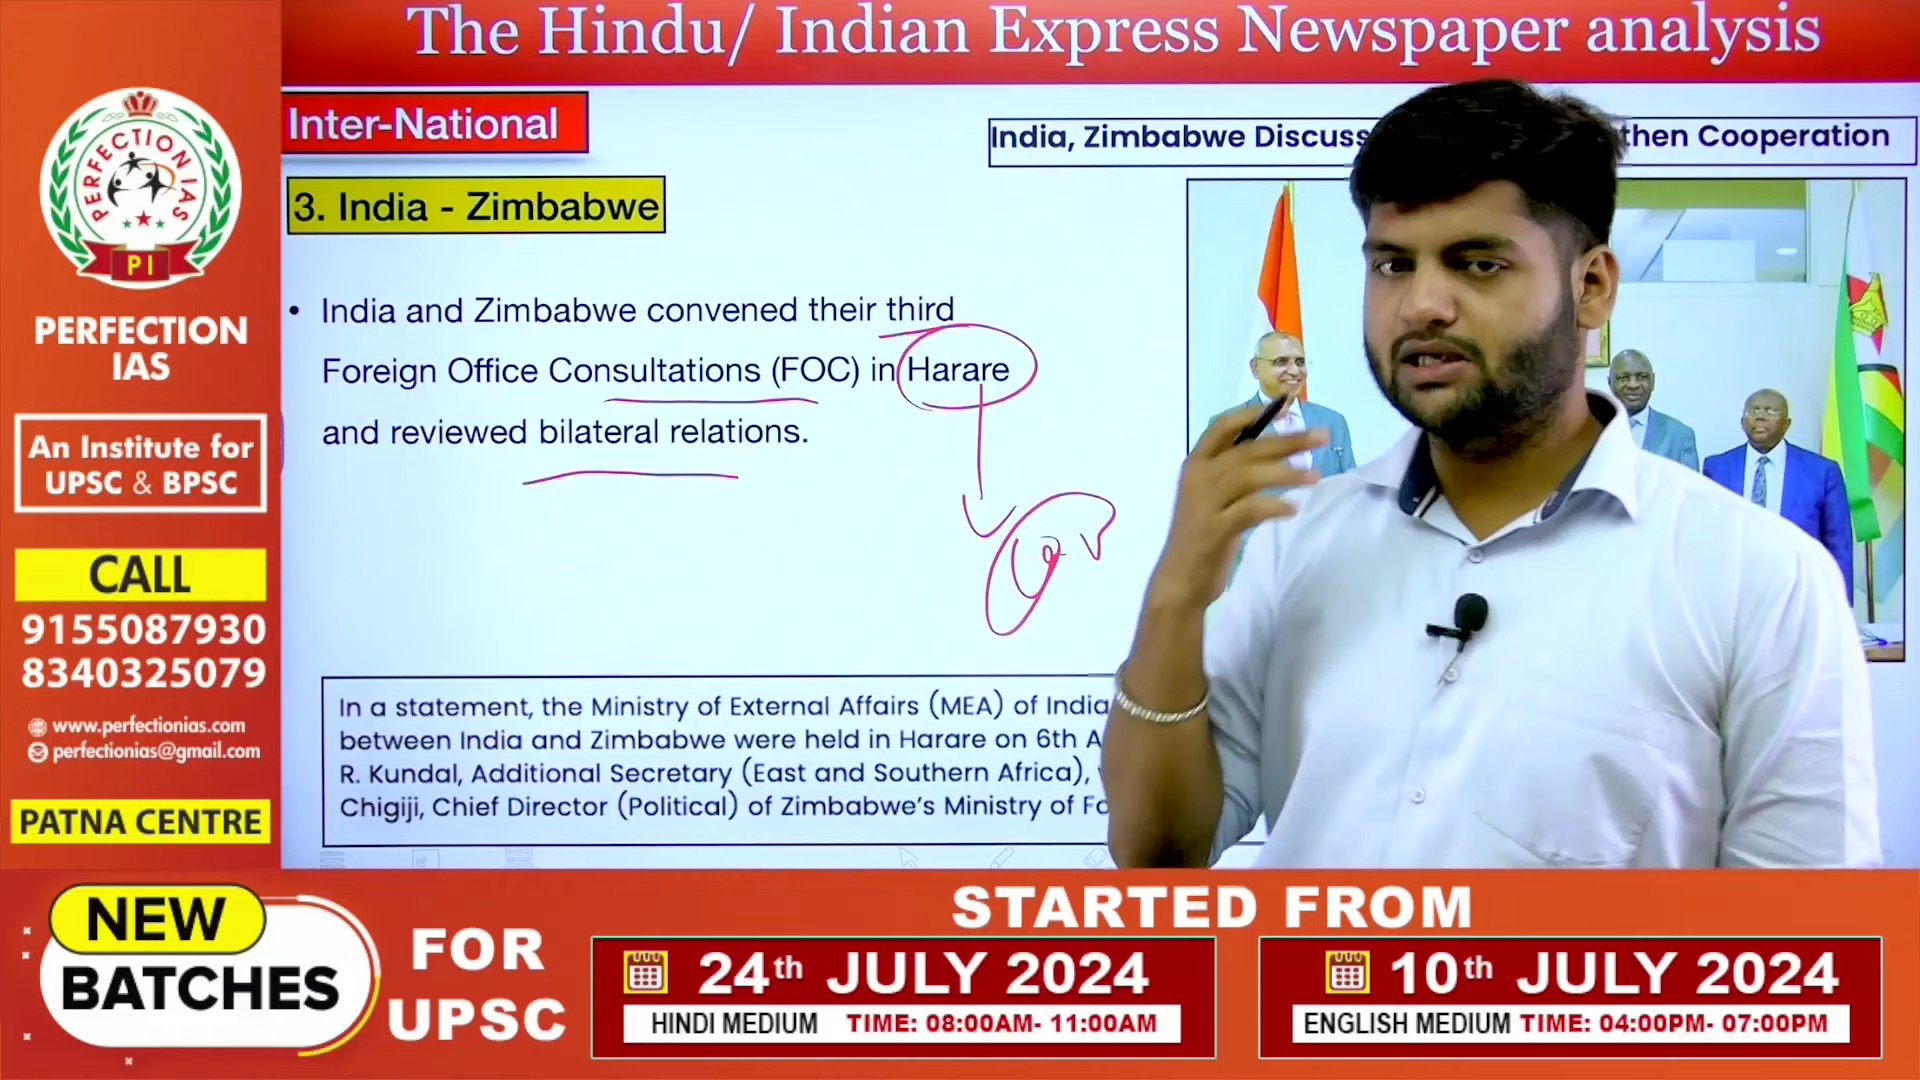 The Hindu/ Indian Express Newspaper analysis
PERFECTION IAS
PI
PERFECTION
IAS
An Institute for
UPSC & BPSC
CALL
9155087930
8340325079
www.perfectionias.com
perfectionias@gmail.com
PATNA CENTRE
Inter-National
India, Zimbabwe Discuss then Cooperation
3. India - Zimbabwe
• India and Zimbabwe convened their third
Foreign Office Consultations (FOC) in Harare
and reviewed bilateral relations.
In a statement, the Ministry of External Affairs (MEA) of India
between India and Zimbabwe were held in Harare on 6th A
R. Kundal, Additional Secretary (East and Southern Africa),
Chigiji, Chief Director (Political) of Zimbabwe's Ministry of Fo
NEW
BATCHES
FOR
UPSC
STARTED FROM
24th JULY 2024
HINDI MEDIUM TIME: 08:00AM- 11:00AM
10th JULY 2024
ENGLISH MEDIUM TIME: 04:00PM- 07:00PM